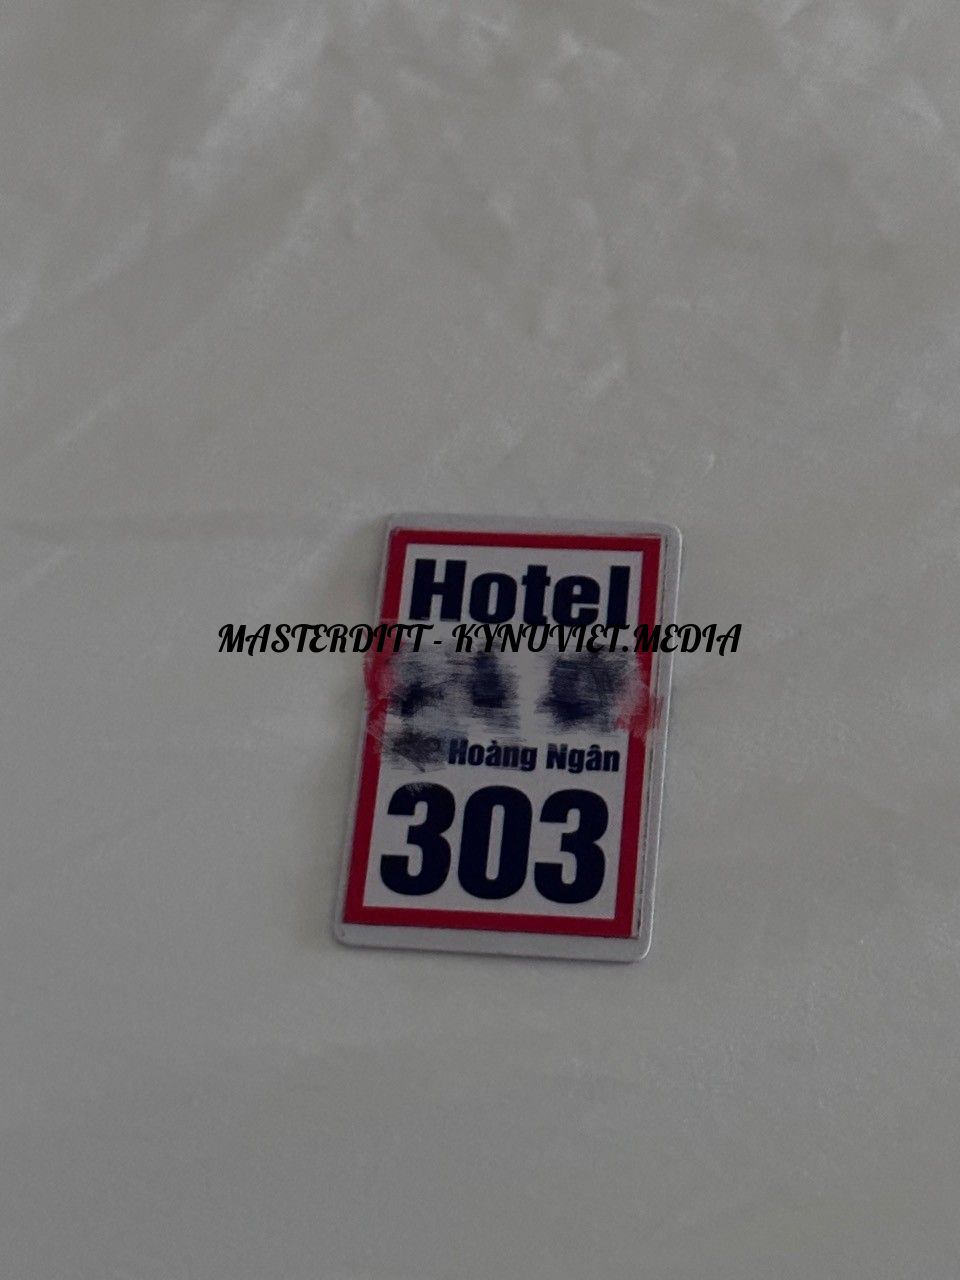 Hotel
MASTERDITT - KYNUVIET.MEDIA
Hoàng Ngân
303